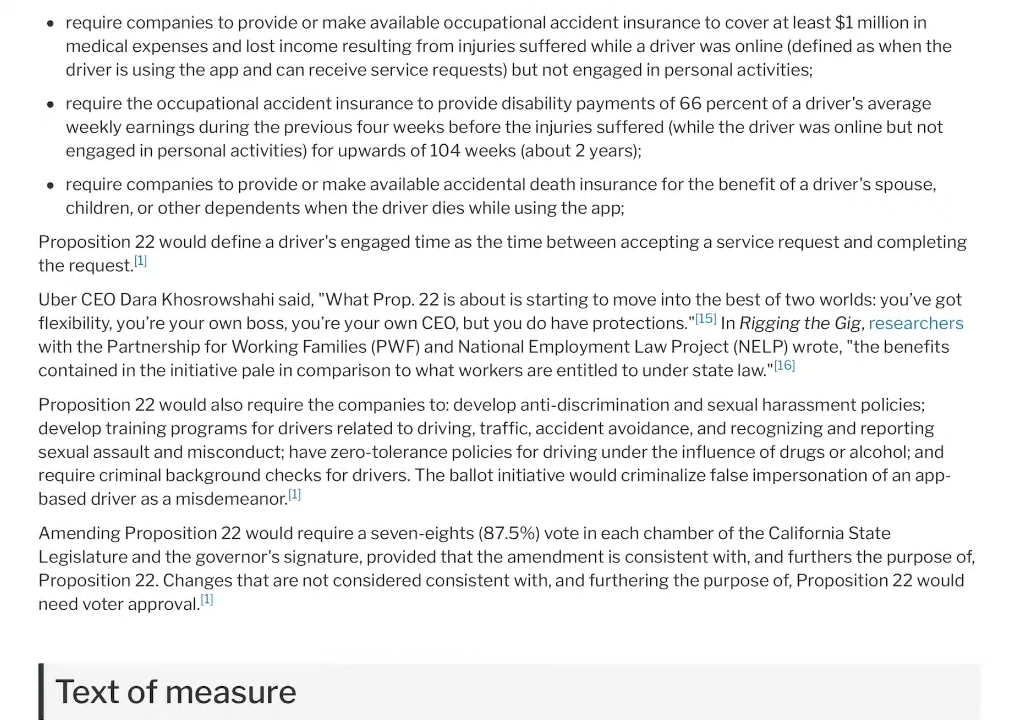 • require companies to provide or make available occupational accident insurance to cover at least $1 million in
medical expenses and lost income resulting from injuries suffered while a driver was online (defined as when the
driver is using the app and can receive service requests) but not engaged in personal activities;
• require the occupational accident insurance to provide disability payments of 66 percent of a driver's average
weekly earnings during the previous four weeks before the injuries suffered (while the driver was online but not
engaged in personal activities) for upwards of 104 weeks (about 2 years);
• require companies to provide or make available accidental death insurance for the benefit of a driver's spouse,
children, or other dependents when the driver dies while using the app;
Proposition 22 would define a driver's engaged time as the time between accepting a service request and completing
the request.[1]
Uber CEO Dara Khosrowshahi said, "What Prop. 22 is about is starting to move into the best of two worlds: you’ve got
flexibility, you’re your own boss, you’re your own CEO, but you do have protections."[15] In Rigging the Gig, researchers
with the Partnership for Working Families (PWF) and National Employment Law Project (NELP) wrote, "the benefits
contained in the initiative pale in comparison to what workers are entitled to under state law."[16]
Proposition 22 would also require the companies to: develop anti-discrimination and sexual harassment policies;
develop training programs for drivers related to driving, traffic, accident avoidance, and recognizing and reporting
sexual assault and misconduct; have zero-tolerance policies for driving under the influence of drugs or alcohol; and
require criminal background checks for drivers. The ballot initiative would criminalize false impersonation of an app-
based driver as a misdemeanor.[1]
Amending Proposition 22 would require a seven-eights (87.5%) vote in each chamber of the California State
Legislature and the governor's signature, provided that the amendment is consistent with, and furthers the purpose of,
Proposition 22. Changes that are not considered consistent with, and furthering the purpose of, Proposition 22 would
need voter approval.[1]
Text of measure